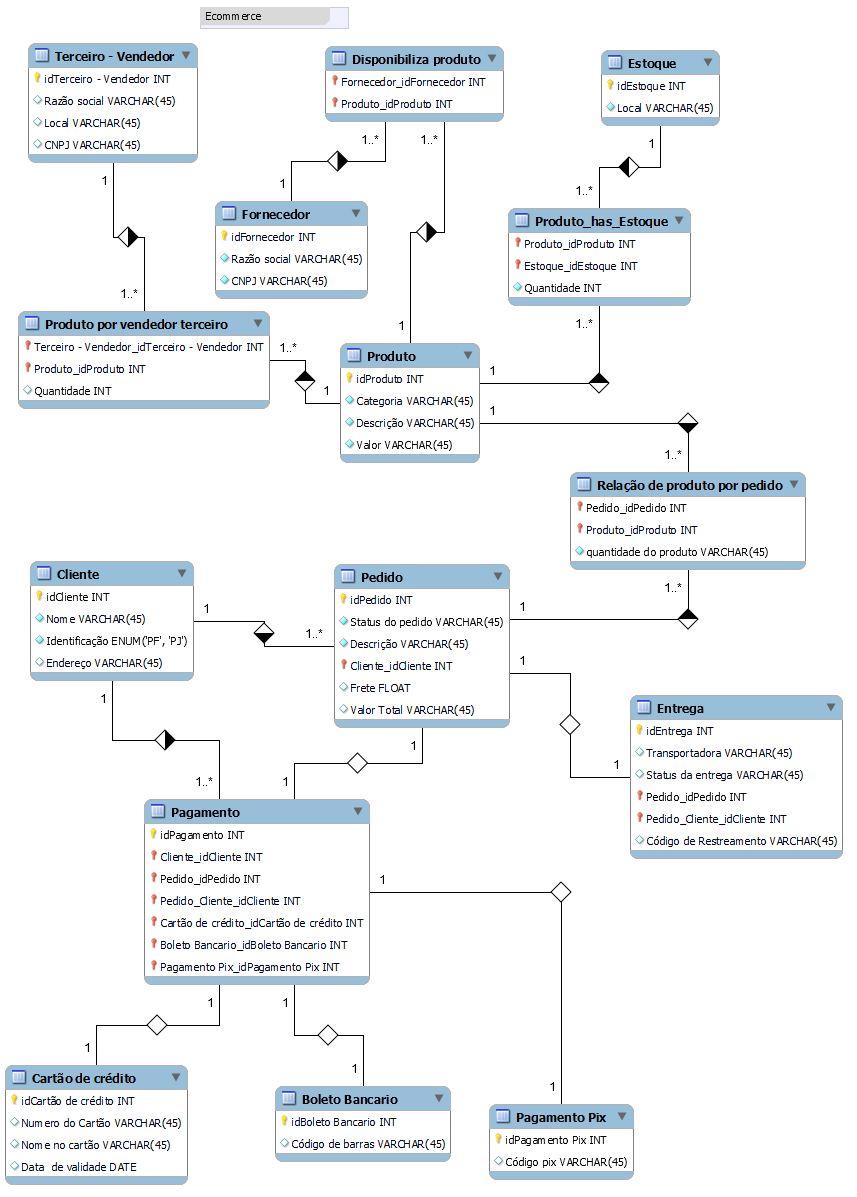 Ecommerce
Terceiro - Vendedor
idTerceiro - Vendedor INT
Razão social VARCHAR(45)
Local VARCHAR(45)
CNPJ VARCHAR(45)
1
1..*
Disponibiliza produto
Fornecedor_idFornecedor INT
Produto_idProduto INT
1..*
1..*
1
1
Estoque
idEstoque INT
Local VARCHAR(45)
1
1..*
Fornecedor
idFornecedor INT
Razão social VARCHAR(45)
CNPJ VARCHAR(45)
Produto_has_Estoque
Produto_idProduto INT
Estoque_idEstoque INT
Quantidade INT
1..*
1
Produto por vendedor terceiro
Terceiro - Vendedor_idTerceiro - Vendedor INT
Produto_idProduto INT
Quantidade INT
1..*
1
Produto
idProduto INT
Categoria VARCHAR(45)
Descrição VARCHAR(45)
Valor VARCHAR(45)
1
1..*
Relação de produto por pedido
Pedido_idPedido INT
Produto_idProduto INT
quantidade do produto VARCHAR(45)
1..*
1
Cliente
idCliente INT
Nome VARCHAR(45)
Identificação ENUM('PF', 'PJ')
Endereço VARCHAR(45)
1
1..*
1
1..*
Pedido
idPedido INT
Status do pedido VARCHAR(45)
Descrição VARCHAR(45)
Cliente_idCliente INT
Frete FLOAT
Valor Total VARCHAR(45)
1
1
1
1
Entrega
idEntrega INT
Transportadora VARCHAR(45)
Status da entrega VARCHAR(45)
Pedido_idPedido INT
Pedido_Cliente_idCliente INT
Código de Restreamento VARCHAR(45)
Pagamento
idPagamento INT
Cliente_idCliente INT
Pedido_idPedido INT
Pedido_Cliente_idCliente INT
Cartão de crédito_idCartão de crédito INT
Boleto Bancario_idBoleto Bancario INT
Pagamento Pix_idPagamento Pix INT
1
1
1
1
1
1
Cartão de crédito
idCartão de crédito INT
Numero do Cartão VARCHAR(45)
Nome no cartão VARCHAR(45)
Data  de validade DATE
Boleto Bancario
idBoleto Bancario INT
Código de barras VARCHAR(45)
Pagamento Pix
idPagamento Pix INT
Código pix VARCHAR(45)